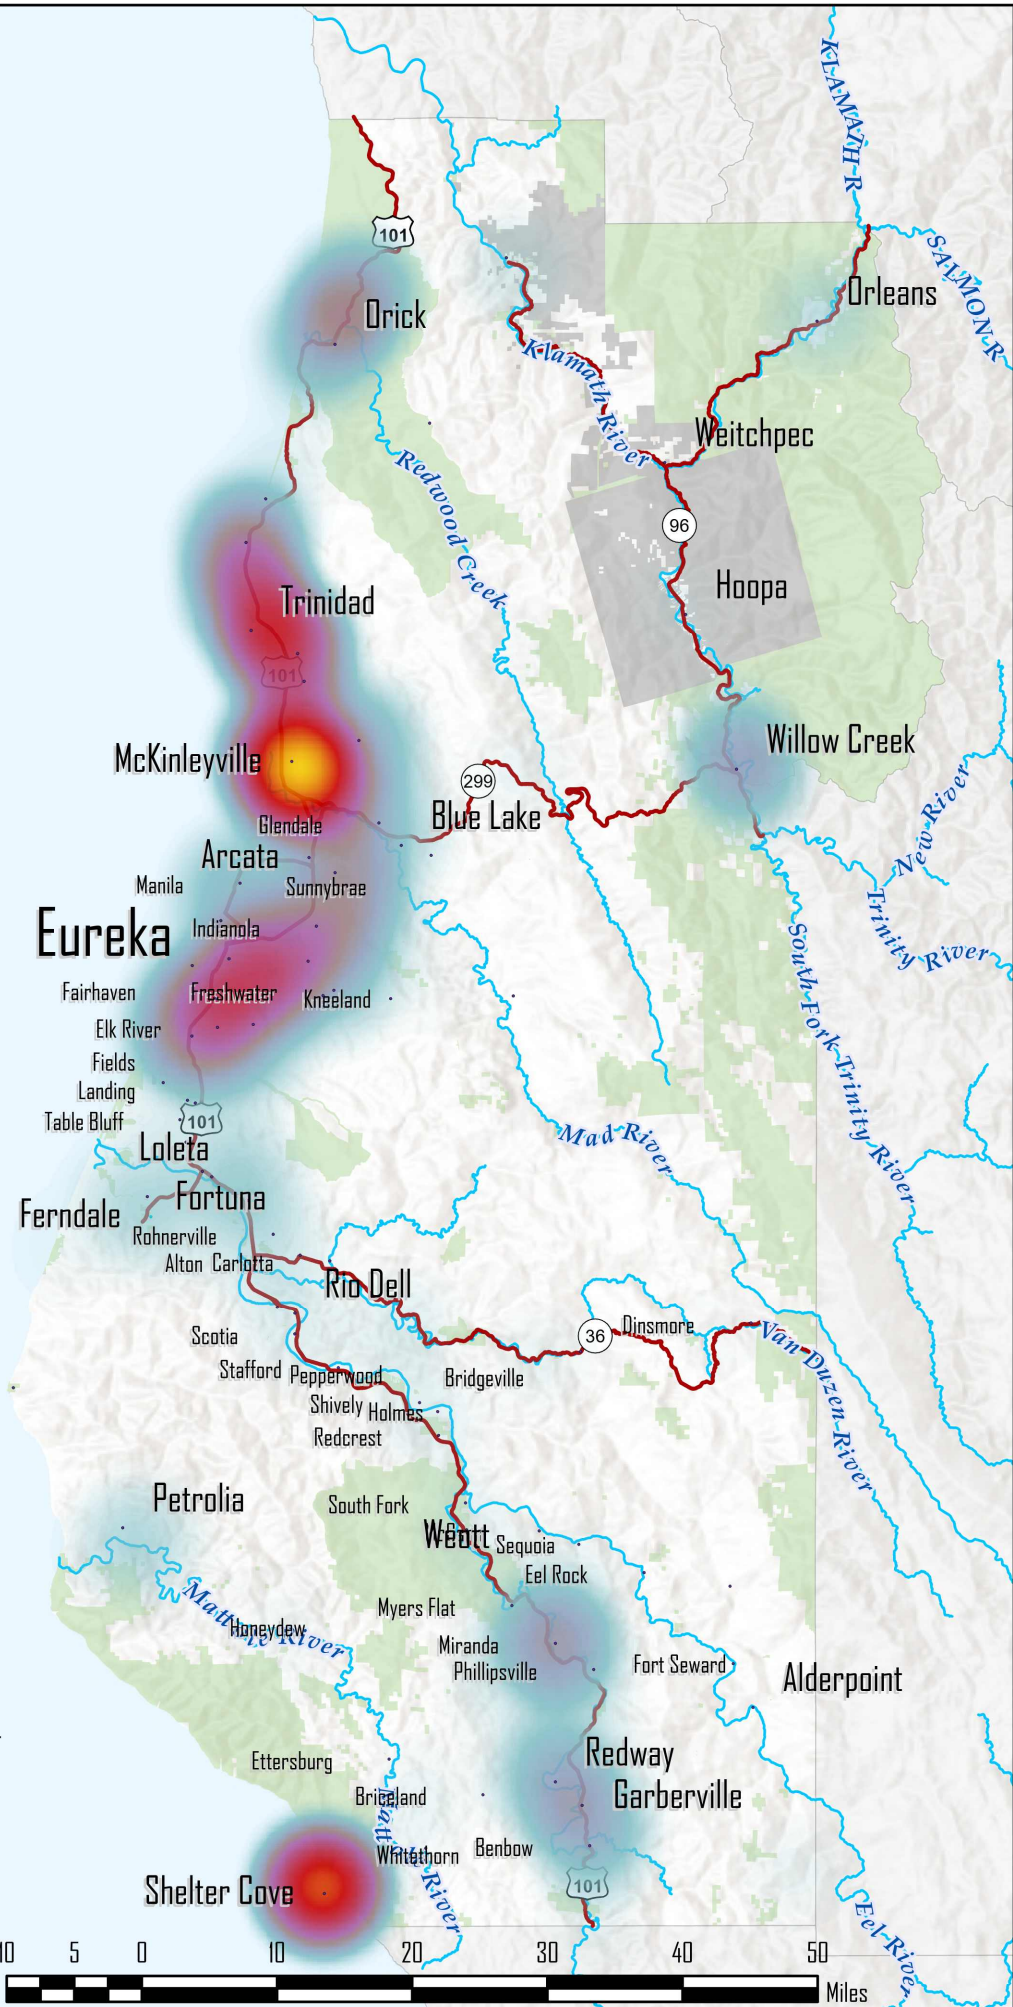 KLAMATH R
SALMON R
101
Orick
Orleans
Klamath River
Weitchpec
Redwood Creek
96
Hoopa
Trinidad
101
McKinleyville
Willow Creek
299
Blue Lake
Glendale
Arcata
Manila
Sunnybrae
New River
Trinity River
Eureka
Indianola
South Fork Trinity River
Fairhaven
Freshwater
Kneeland
Elk River
Fields
Landing
Table Bluff
101
Loleta
Mad River
Fortuna
Ferndale
Rohnerville
Alton
Carlotta
Rio Dell
Scotia
36
Dinsmore
Van Duzen River
Stafford
Pepperwood
Bridgeville
Shively
Holmes
Redcrest
Petrolia
South Fork
Weott
Sequoia
Eel Rock
Mattole River
Honeydew
Myers Flat
Miranda
Phillipsville
Fort Seward
Alderpoint
Redway
Ettersburg
Garberville
Briceland
Whitethorn
Benbow
Mattole River
Shelter Cove
101
Eel River
10 5 0 10 20 30 40 50
Miles